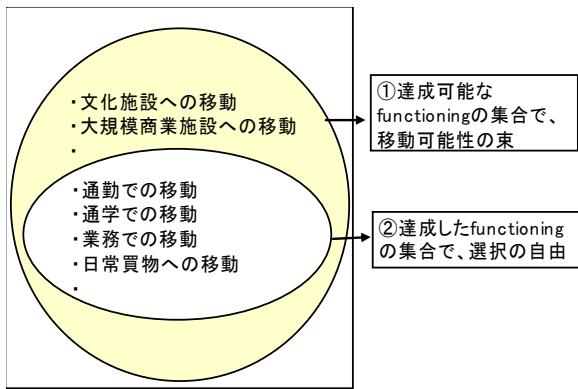 ・文化施設への移動
・大規模商業施設への移動
・
・通勤での移動
・通学での移動
・業務での移動
・日常買物への移動
・
①達成可能な
functioningの集合で、
移動可能性の束
②達成したfunctioning
の集合で、選択の自由